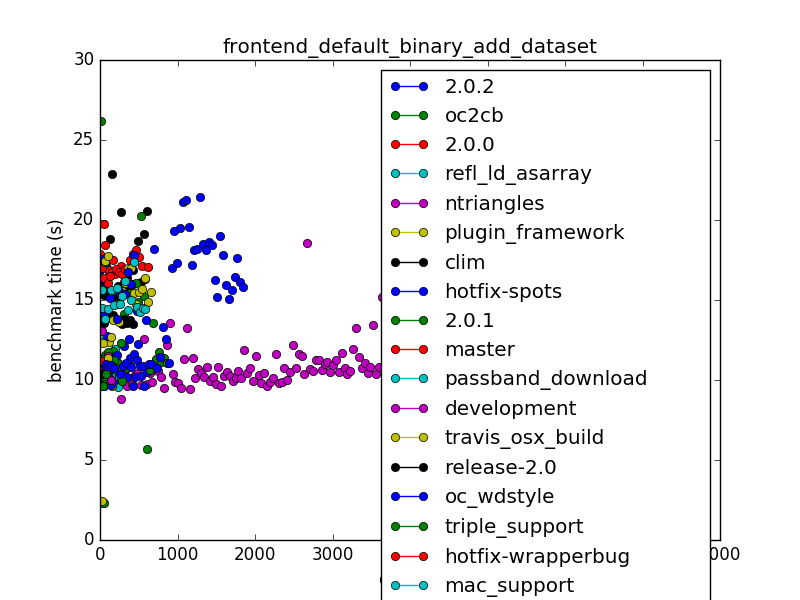 frontend_default_binary_add_dataset
benchmark time (s)
30
25
20
15
10
5
0
0
1000
2000
3000
000
2.0.2
oc2cb
2.0.0
refl_ld_asarray
ntriangles
plugin_framework
clim
hotfix-spots
2.0.1
master
passband_download
development
travis_osx_build
release-2.0
oc_wdstyle
triple_support
hotfix-wrapperbug
mac_support